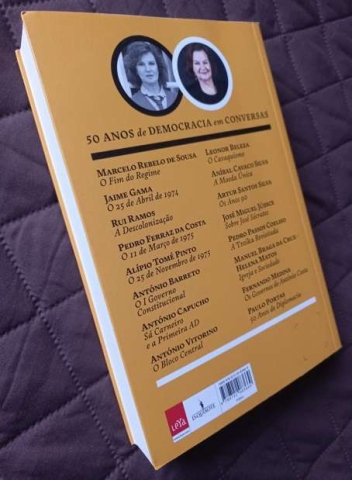 50 ANOS de DEMOCRACIA em CONVERSAS
MARCELO REBELO DE SOUSA
O Fim do Regime
JAIME GAMA
O 25 de Abril de 1974
RUI RAMOS
A Descolonização
PEDRO FERRAZ DA COSTA
O 11 de Março de 1975
ALÍPIO TOMÉ PINTO
O 25 de Novembro de 1975
ANTÓNIO BARRETO
O I Governo
Constitucional
ANTÓNIO CAPUCHO
Sá Carneiro
e a Primeira AD
ANTÓNIO VITORINO
O Bloco Central
LEONOR BELEZA
O Cavaquismo
ANÍBAL CAVACO SILVA
A Moeda Única
ARTUR SANTOS SILVA
Os Anos 90
JOSÉ MIGUEL JÚDICE
Sobre José Sócrates
PEDRO PASSOS COELHO
A Troika Revisitada
MANUEL BRAGA DA CRUZ –
HELENA MATOS
Igreja e Sociedade
FERNANDO MEDINA
Os Governos de António Costa
PAULO PORTAS
50 Anos de Diplomacia
LeYa